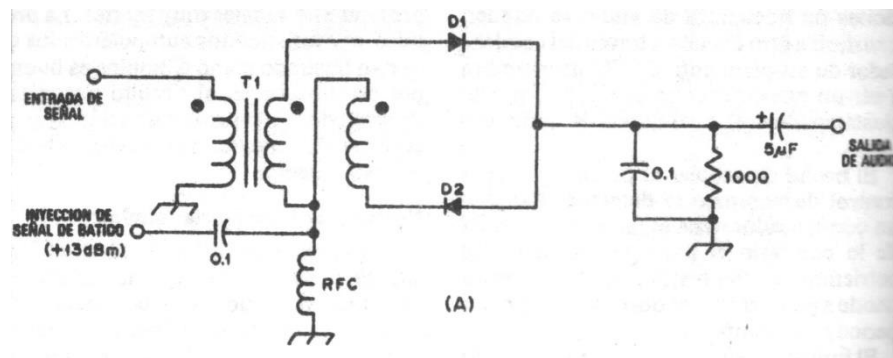 D1
T1
ENTRADA DE
SEÑAL
+
5µF
SALIDA
DE AUDIO
0.1
1000
D2
INYECCION DE
SEÑAL DE BATIDO
(+13dBm)
0.1
RFC
(A)